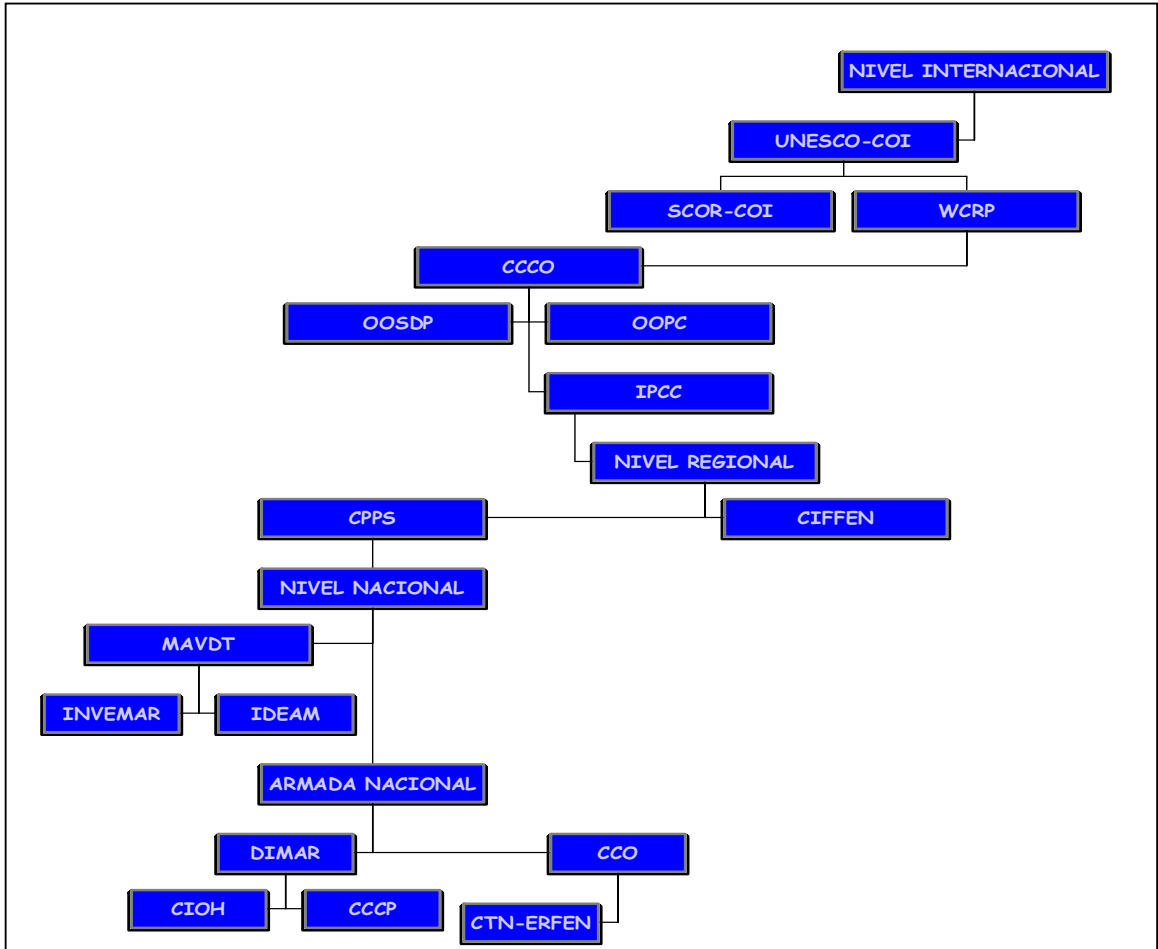 NIVEL INTERNACIONAL
UNESCO-COI
SCOR-COI
WCRP
CCCO
OOSDP
OOPC
IPCC
NIVEL REGIONAL
CPPS
CIFFEN
NIVEL NACIONAL
MAVDT
INVEMAR
IDEAM
ARMADA NACIONAL
DIMAR
CCO
CIOH
CCCP
CTN-ERFEN